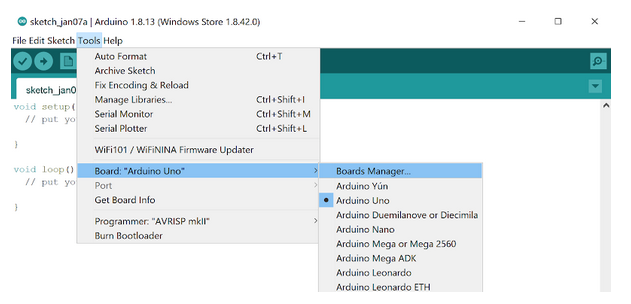 sketch_jan07a | Arduino 1.8.13 (Windows Store 1.8.42.0)
File Edit Sketch Tools Help
sketch_jan0
void setup(
// put yo
}
void loop()
// put yo
}
Auto Format Ctrl+T
Archive Sketch
Fix Encoding & Reload
Manage Libraries... Ctrl+Shift+I
Serial Monitor Ctrl+Shift+M
Serial Plotter Ctrl+Shift+L
WiFi101 / WiFiNINA Firmware Updater
Board: "Arduino Uno"
Port
Get Board Info
Programmer: "AVRISP mkII"
Burn Bootloader
Boards Manager...
Arduino Yún
Arduino Uno
Arduino Duemilanove or Diecimila
Arduino Nano
Arduino Mega or Mega 2560
Arduino Mega ADK
Arduino Leonardo
Arduino Leonardo ETH